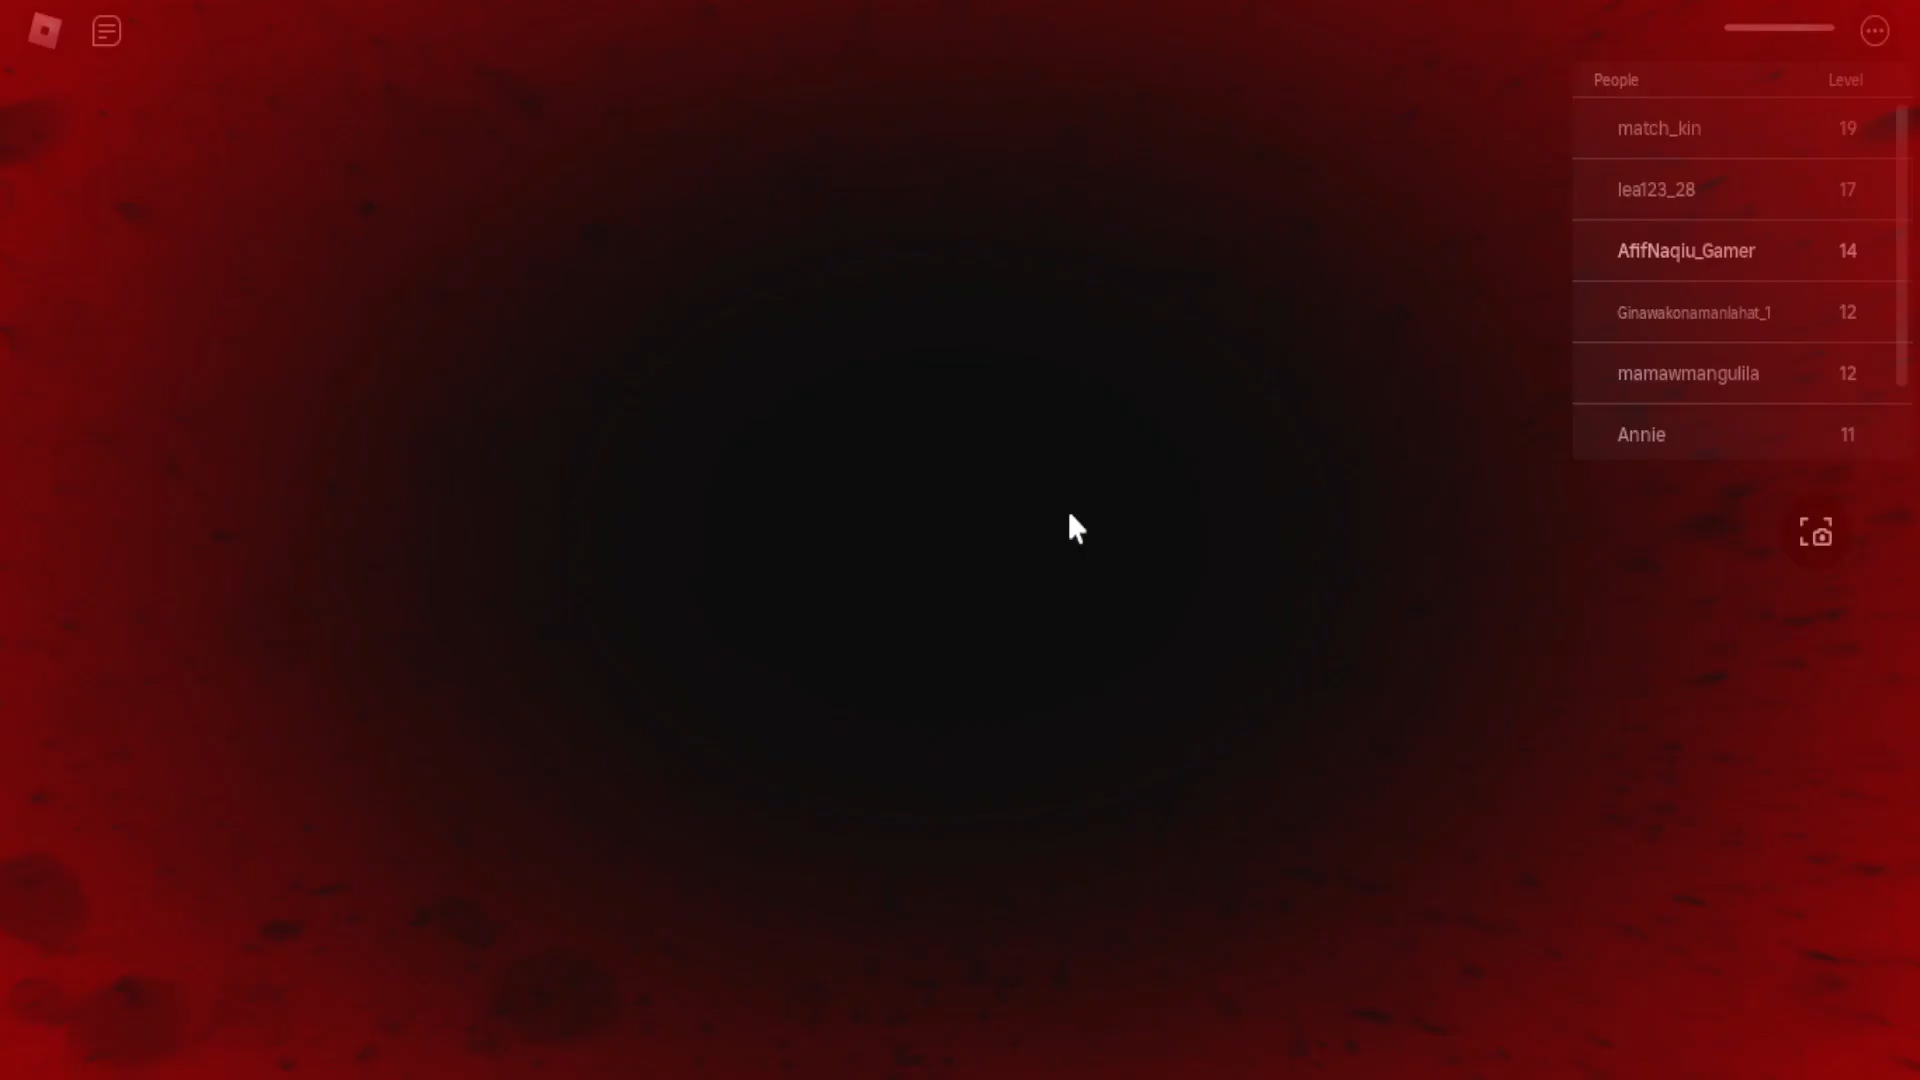 People Level
match_kin 19
lea123_28 17
AfifNaqiu_Gamer 14
Ginawakonamanlahat_1 12
mamawmangulila 12
Annie 11